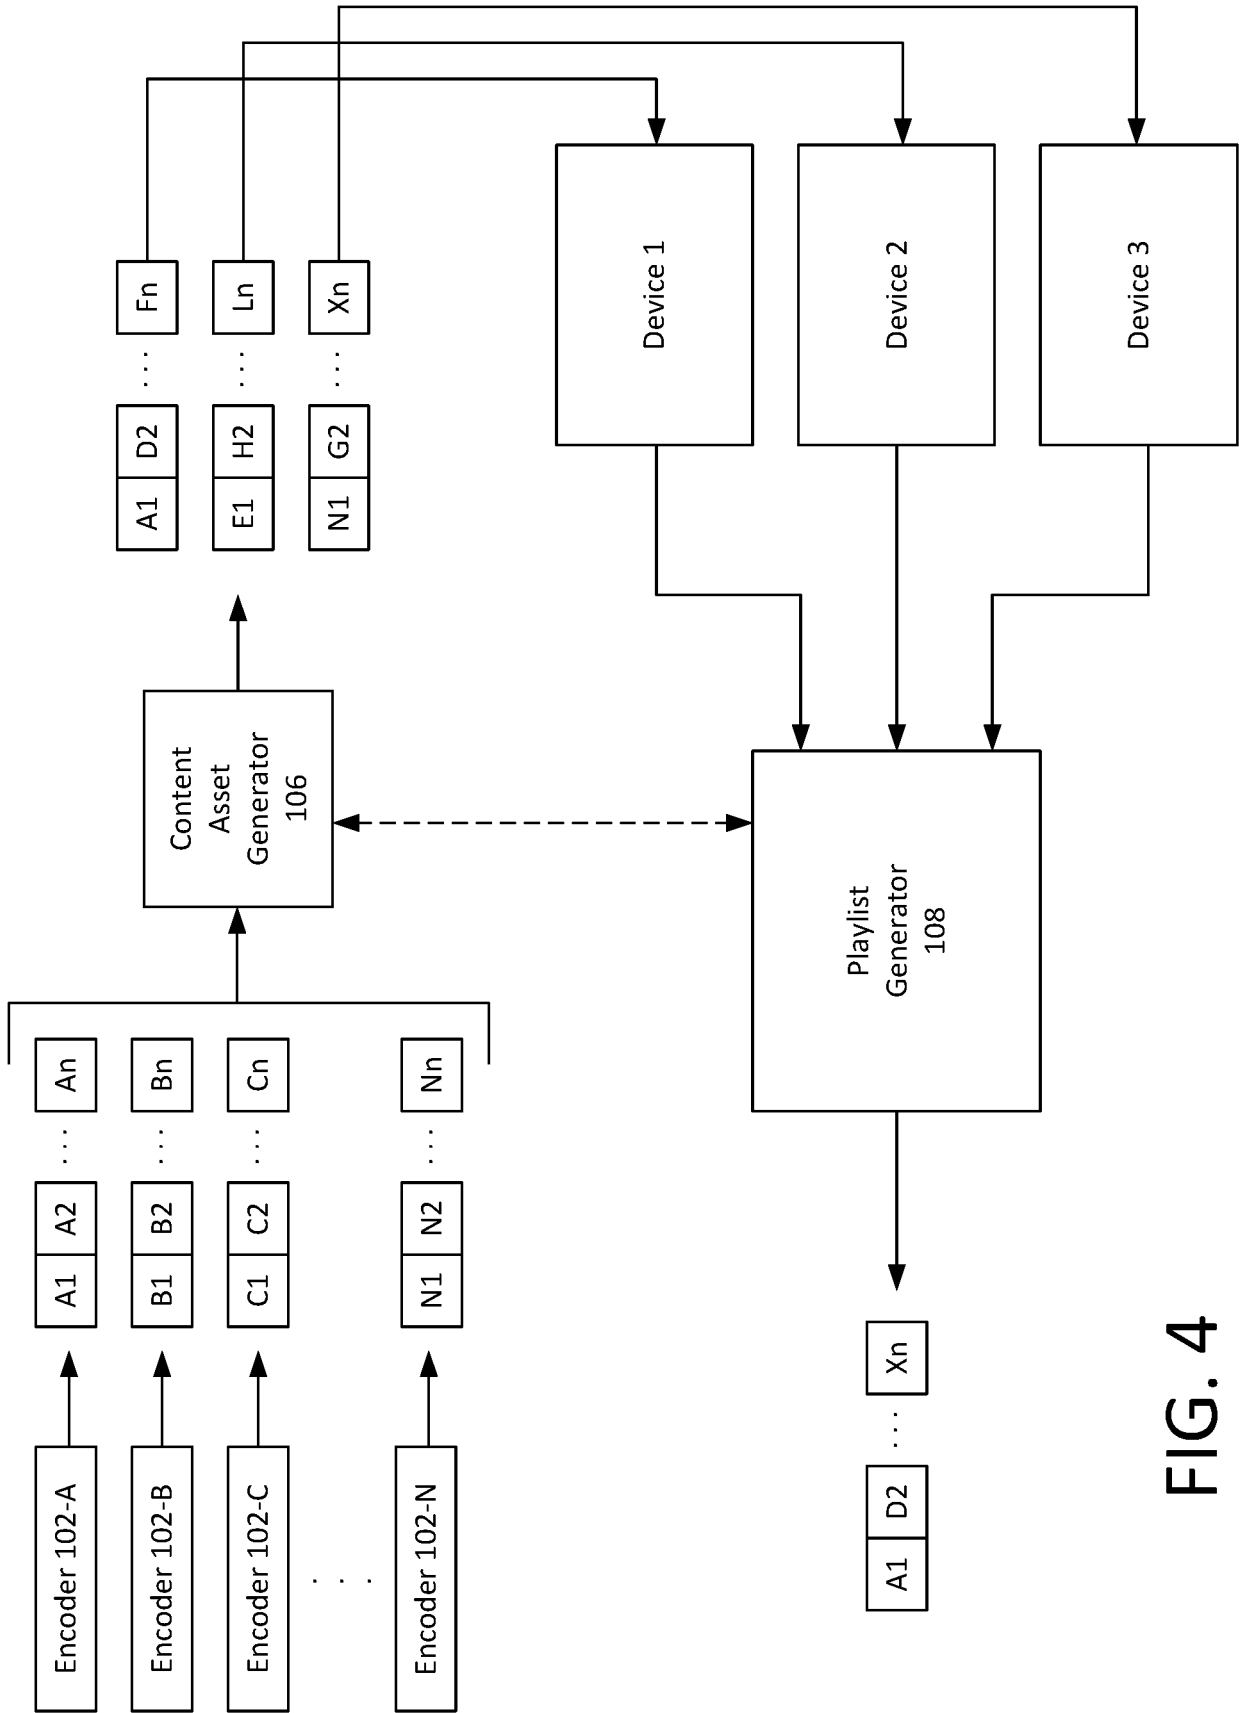 Encoder 102-A
A1 A2 . . . An
Encoder 102-B
B1 B2 . . . Bn
Encoder 102-C
C1 C2 . . . Cn
. . .
Encoder 102-N
N1 N2 . . . Nn
Content
Asset
Generator
106
A1 D2 . . . Fn
E1 H2 . . . Ln
N1 G2 . . . Xn
Device 1
Device 2
Device 3
Playlist
Generator
108
A1 D2 . . . Xn
FIG. 4